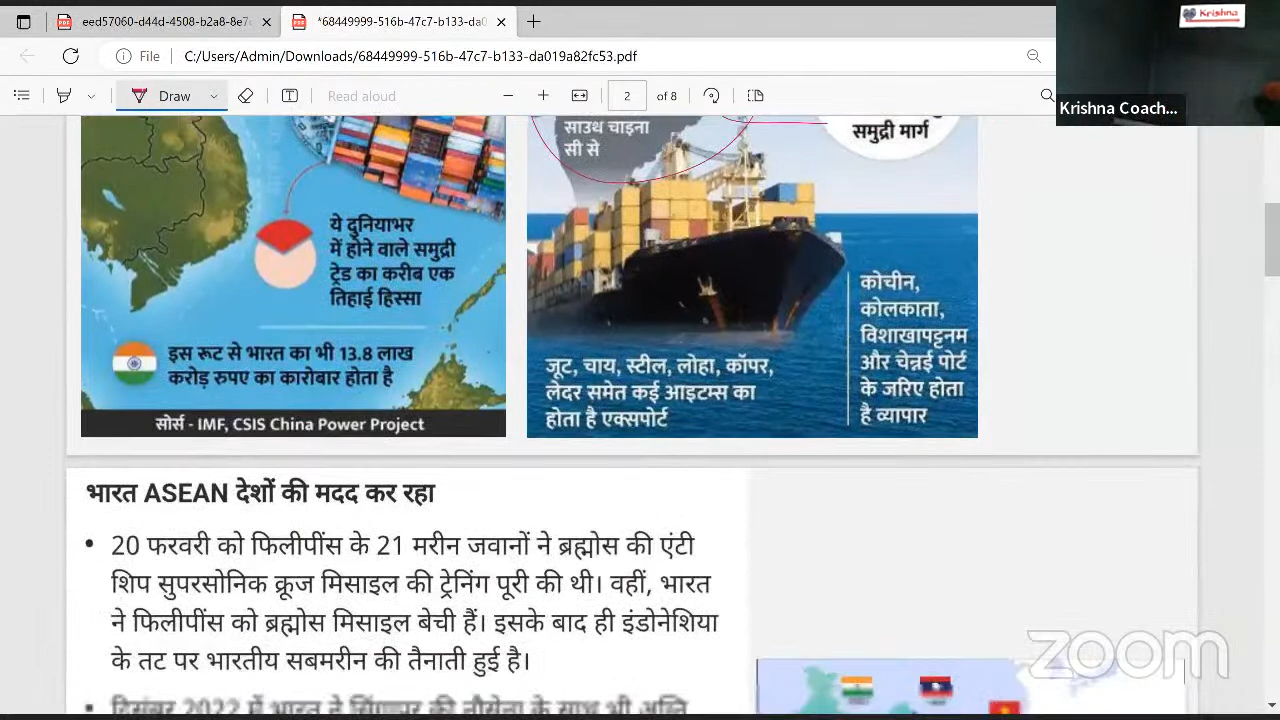 eed57060-d44d-4508-b2a8-8e7
*68449999-516b-47c7-b133-da0
File C:/Users/Admin/Downloads/68449999-516b-47c7-b133-da019a82fc53.pdf
Draw
Read aloud
2 of 8
Krishna
Krishna Coach...
ये दुनियाभर
में होने वाले समुद्री
ट्रेड का करीब एक
तिहाई हिस्सा
इस रूट से भारत का भी 13.8 लाख
करोड़ रुपए का कारोबार होता है
सोर्स - IMF, CSIS China Power Project
साउथ चाइना
सी से
समुद्री मार्ग
जूट, चाय, स्टील, लोहा, कॉपर,
लेदर समेत कई आइटम्स का
होता है एक्सपोर्ट
कोचीन,
कोलकाता,
विशाखापट्टनम
और चेन्नई पोर्ट
के जरिए होता
है व्यापार
भारत ASEAN देशों की मदद कर रहा
• 20 फरवरी को फिलीपींस के 21 मरीन जवानों ने ब्रह्मोस की एंटी
शिप सुपरसोनिक क्रूज मिसाइल की ट्रेनिंग पूरी की थी। वहीं, भारत
ने फिलीपींस को ब्रह्मोस मिसाइल बेची हैं। इसके बाद ही इंडोनेशिया
के तट पर भारतीय सबमरीन की तैनाती हुई है।
• दिसंबर 2022 में भारत ने सिंगापुर की नौसेना के साथ भी अग्नि
zoom